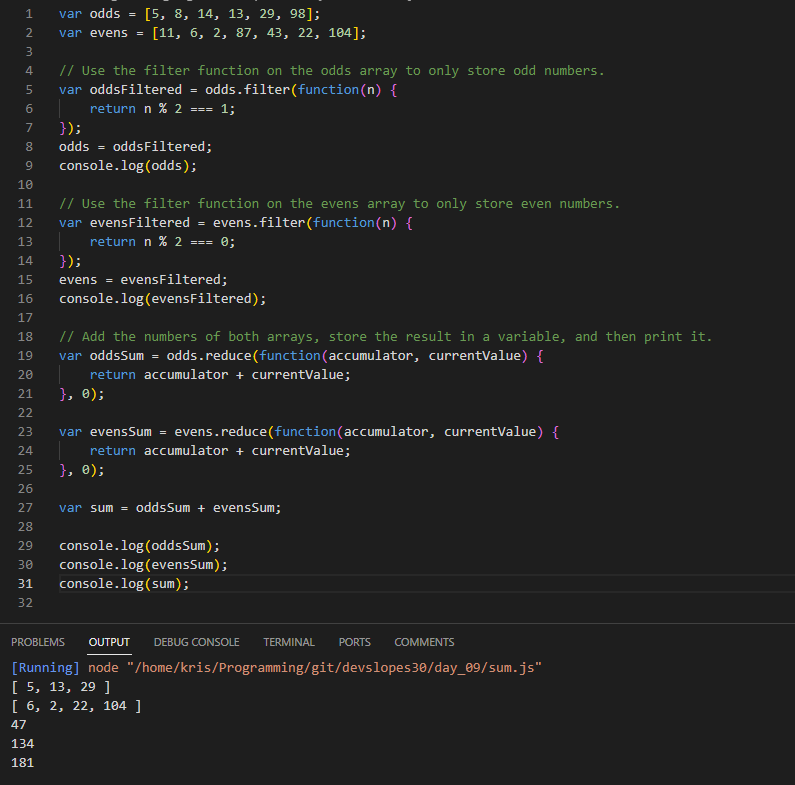 1 var odds = [5, 8, 14, 13, 29, 98];
2 var evens = [11, 6, 2, 87, 43, 22, 104];
3
4 // Use the filter function on the odds array to only store odd numbers.
5 var oddsFiltered = odds.filter(function(n) {
6     return n % 2 === 1;
7 });
8 odds = oddsFiltered;
9 console.log(odds);
10
11 // Use the filter function on the evens array to only store even numbers.
12 var evensFiltered = evens.filter(function(n) {
13     return n % 2 === 0;
14 });
15 evens = evensFiltered;
16 console.log(evensFiltered);
17
18 // Add the numbers of both arrays, store the result in a variable, and then print it.
19 var oddsSum = odds.reduce(function(accumulator, currentValue) {
20     return accumulator + currentValue;
21 }, 0);
22
23 var evensSum = evens.reduce(function(accumulator, currentValue) {
24     return accumulator + currentValue;
25 }, 0);
26
27 var sum = oddsSum + evensSum;
28
29 console.log(oddsSum);
30 console.log(evensSum);
31 console.log(sum);
32
PROBLEMS OUTPUT DEBUG CONSOLE TERMINAL PORTS COMMENTS
[Running] node "/home/kris/Programming/git/devslopes30/day_09/sum.js"
[ 5, 13, 29 ]
[ 6, 2, 22, 104 ]
47
134
181